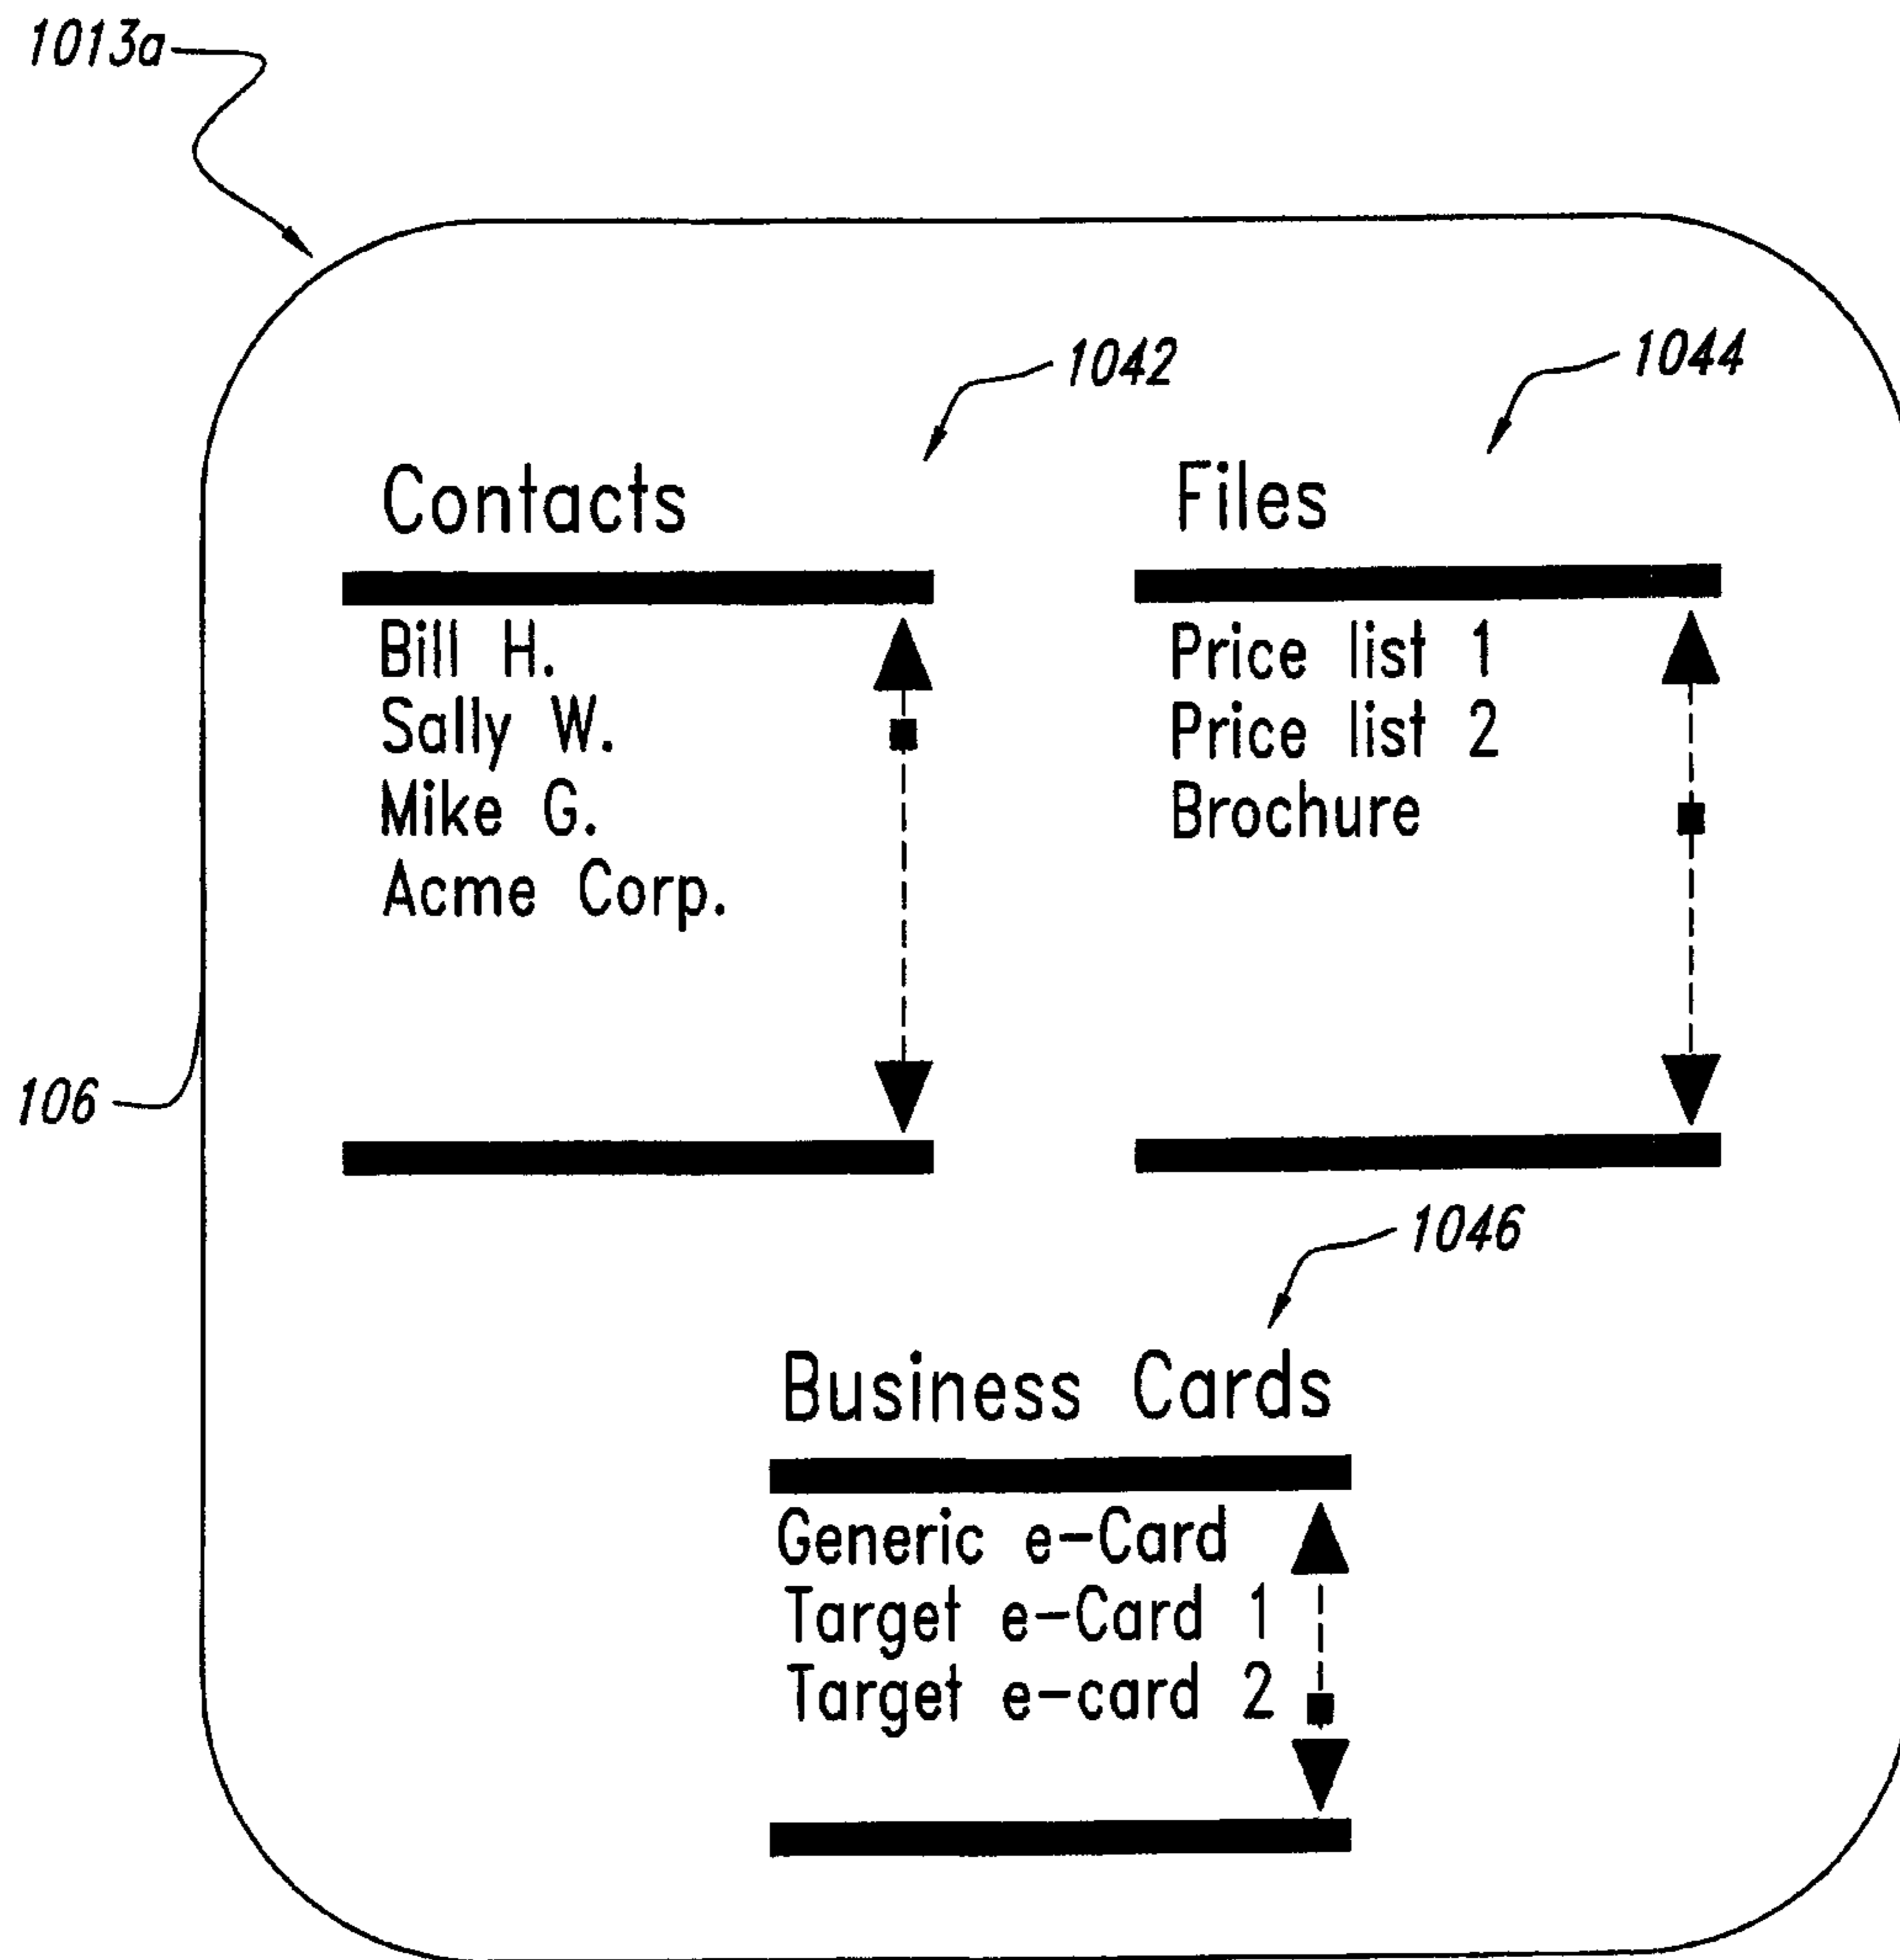 1013a
1042
1044
Contacts
Bill H.
Sally W.
Mike G.
Acme Corp.
Files
Price list 1
Price list 2
Brochure
106
1046
Business Cards
Generic e-Card
Target e-Card 1
Target e-card 2